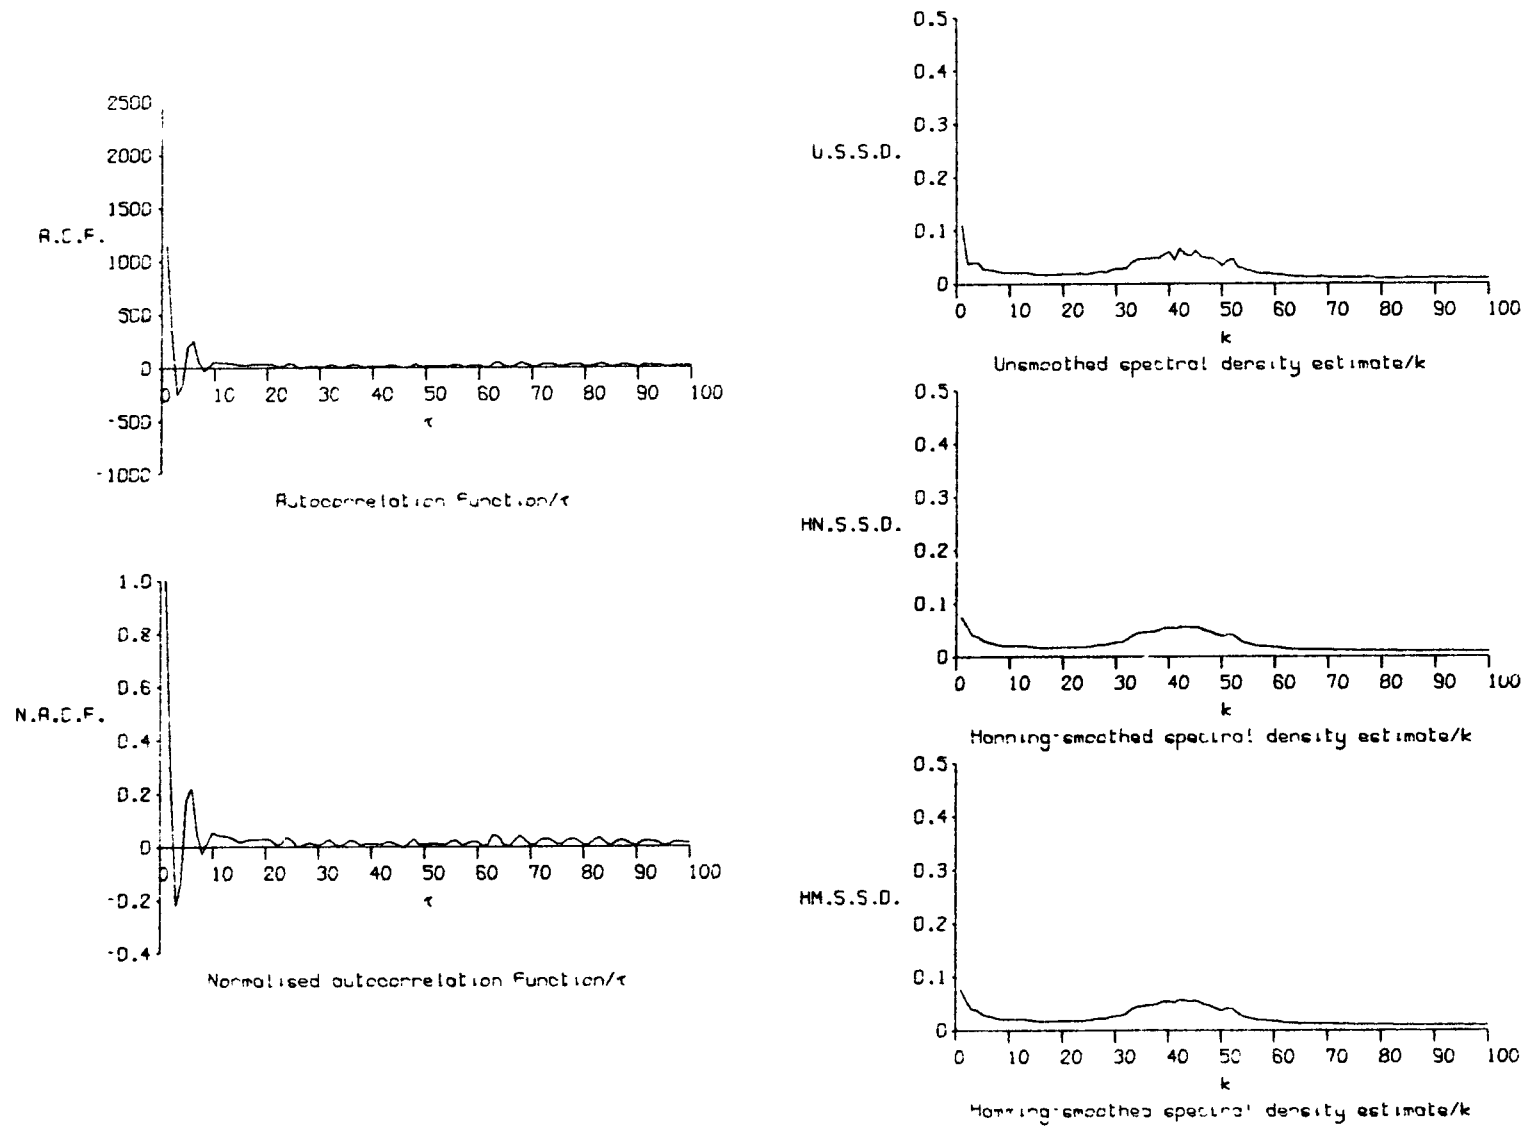 2500
2000
1500
1000
500
0
-500
-1000
A.C.F.
0 10 20 30 40 50 60 70 80 90 100
τ
Autocorrelation Function/τ
1.0
0.8
0.6
0.4
0.2
0
-0.2
-0.4
N.A.C.F.
0 10 20 30 40 50 60 70 80 90 100
τ
Normalised autocorrelation Function/τ
0.5
0.4
0.3
0.2
0.1
0
U.S.S.D.
0 10 20 30 40 50 60 70 80 90 100
k
Unsmoothed spectral density estimate/k
0.5
0.4
0.3
0.2
0.1
0
HN.S.S.D.
0 10 20 30 40 50 60 70 80 90 100
k
Hanning-smoothed spectral density estimate/k
0.5
0.4
0.3
0.2
0.1
0
HM.S.S.D.
0 10 20 30 40 50 60 70 80 90 100
k
Hamming-smoothed spectral density estimate/k